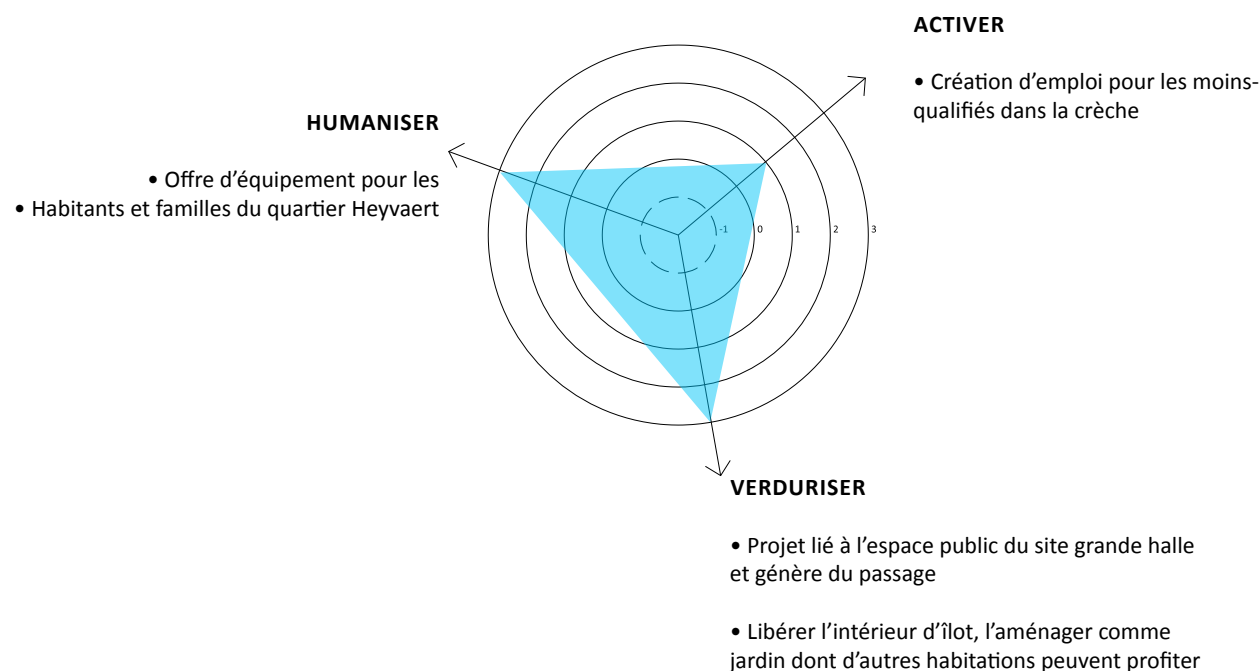 ACTIVER
• Création d'emploi pour les moins-
qualifiés dans la crèche
HUMANISER
• Offre d'équipement pour les
• Habitants et familles du quartier Heyvaert
-1 0 1 2 3
VERDURISER
• Projet lié à l'espace public du site grande halle
et génère du passage
• Libérer l'intérieur d'îlot, l'aménager comme
jardin dont d'autres habitations peuvent profiter